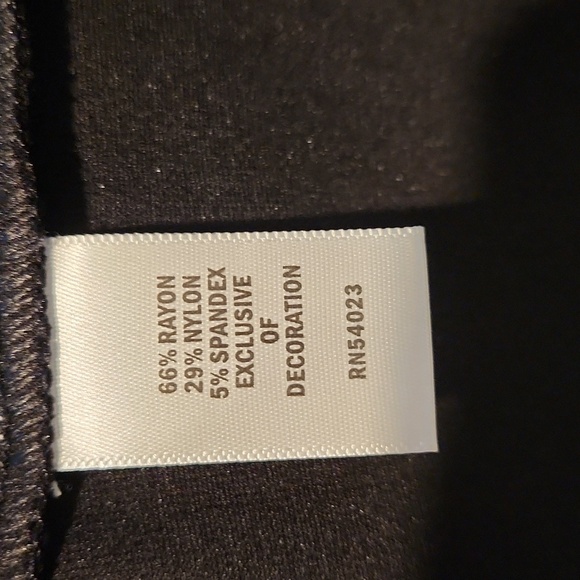 66% RAYON
29% NYLON
5% SPANDEX
EXCLUSIVE
OF
DECORATION
RN54023